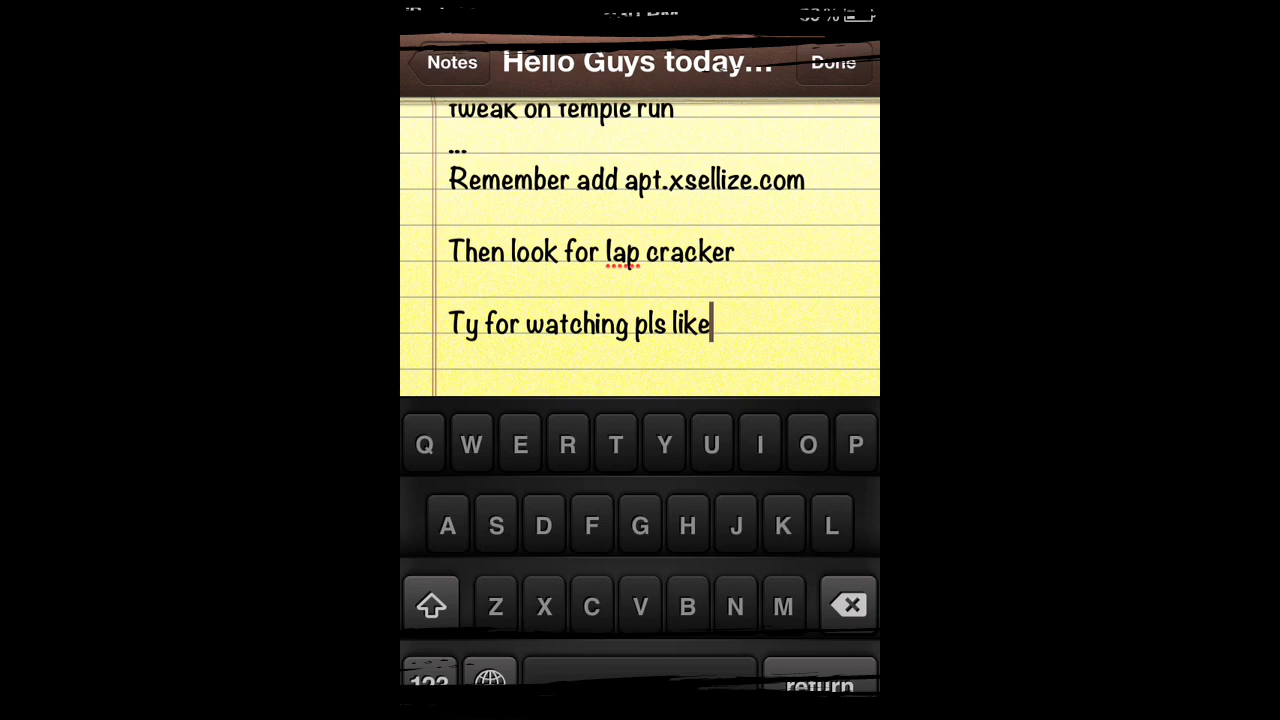 Notes
Hello Guys today...
Done
tweak on temple run
...
Remember add apt.xsellize.com
Then look for lap cracker
Ty for watching pls like
Q W E R T Y U I O P
A S D F G H J K L
Z X C V B N M
123
return